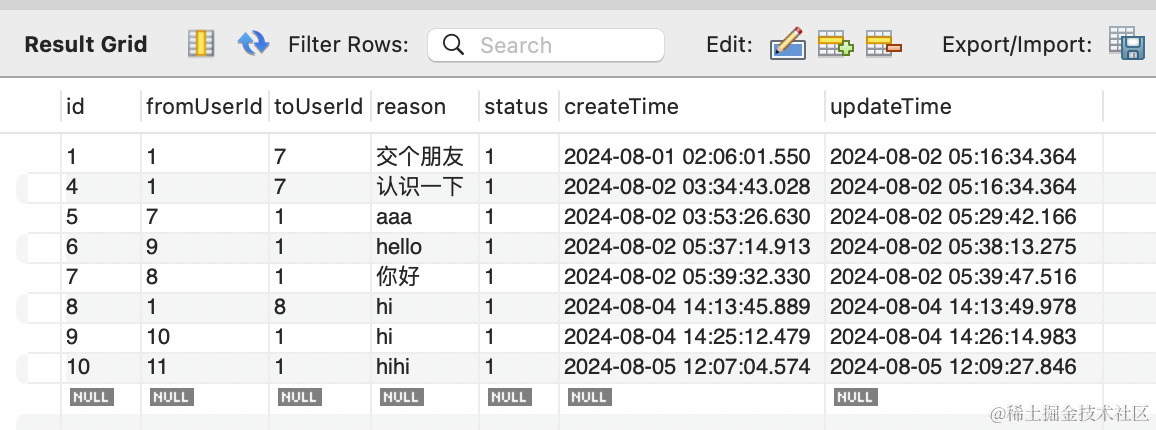 Result Grid Filter Rows: Search Edit: Export/Import:
id fromUserId toUserId reason status createTime updateTime
1 1 7 交个朋友 1 2024-08-01 02:06:01.550 2024-08-02 05:16:34.364
4 1 7 认识一下 1 2024-08-02 03:34:43.028 2024-08-02 05:16:34.364
5 7 1 aaa 1 2024-08-02 03:53:26.630 2024-08-02 05:29:42.166
6 9 1 hello 1 2024-08-02 05:37:14.913 2024-08-02 05:38:13.275
7 8 1 你好 1 2024-08-02 05:39:32.330 2024-08-02 05:39:47.516
8 1 8 hi 1 2024-08-04 14:13:45.889 2024-08-04 14:13:49.978
9 10 1 hi 1 2024-08-04 14:25:12.479 2024-08-04 14:26:14.983
10 11 1 hihi 1 2024-08-05 12:07:04.574 2024-08-05 12:09:27.846
NULL NULL NULL NULL NULL NULL NULL
@稀土掘金技术社区